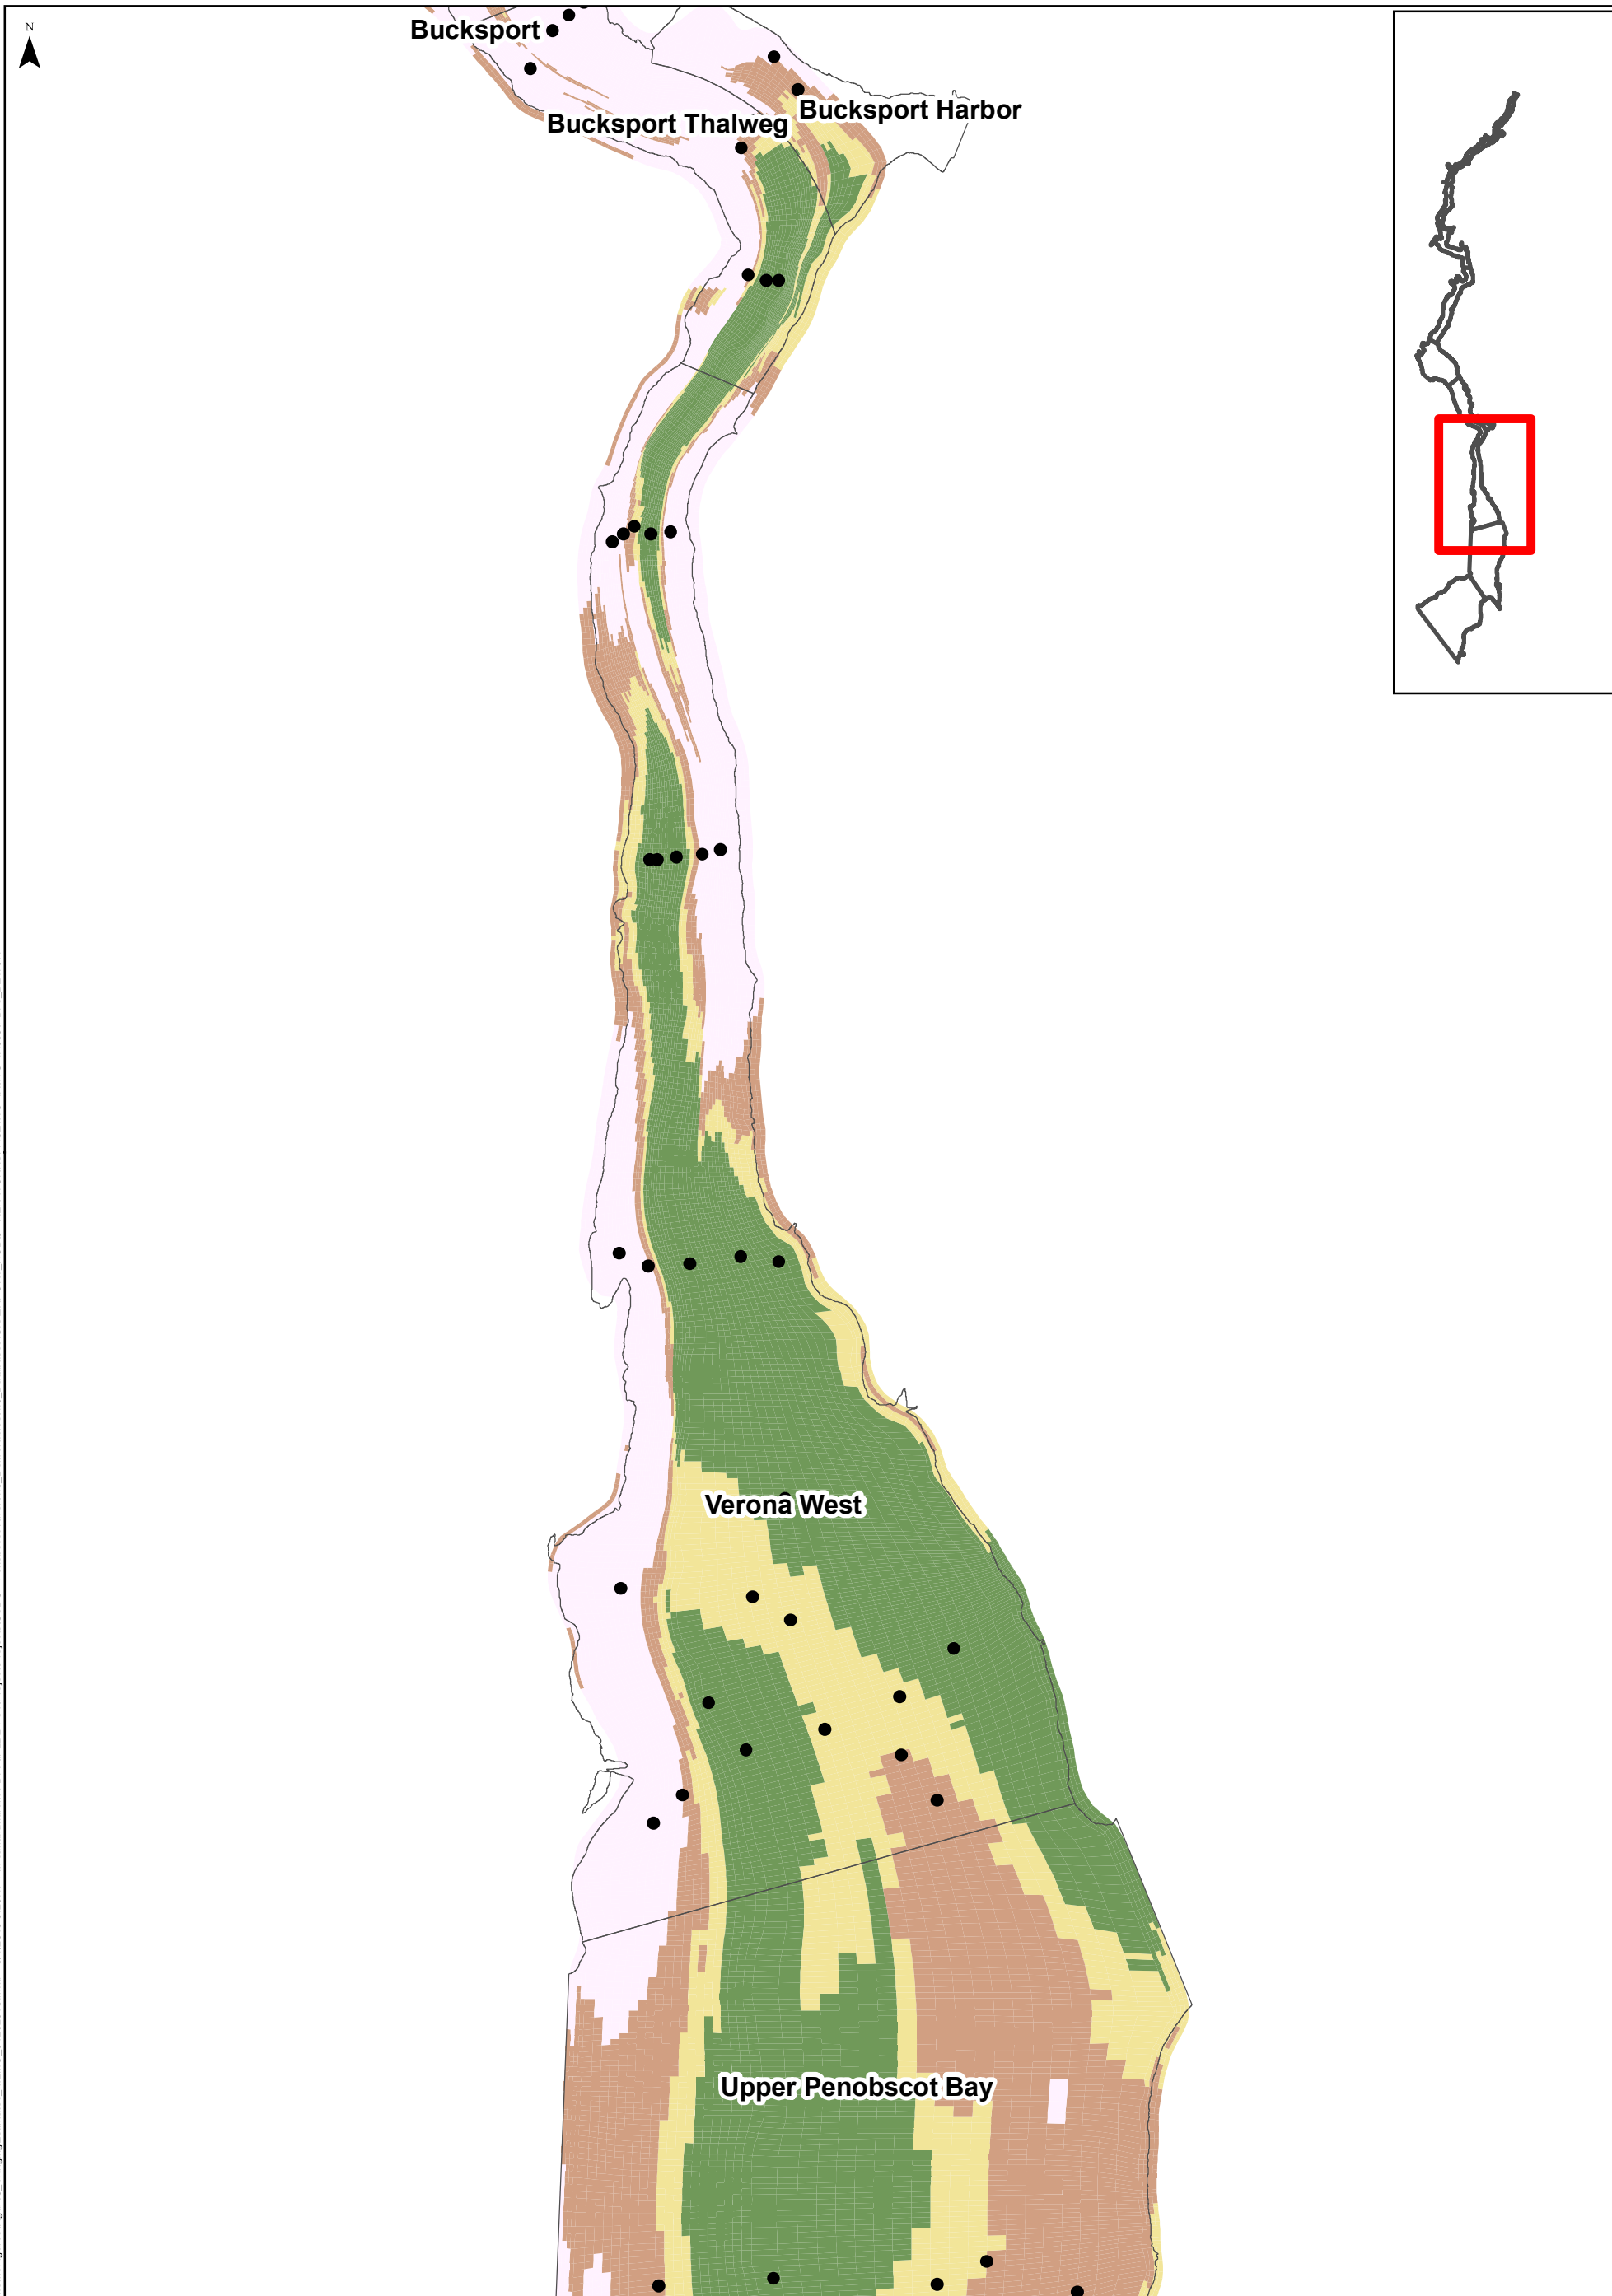 N
Bucksport
Bucksport Harbor
Bucksport Thalweg
Verona West
Upper Penobscot Bay